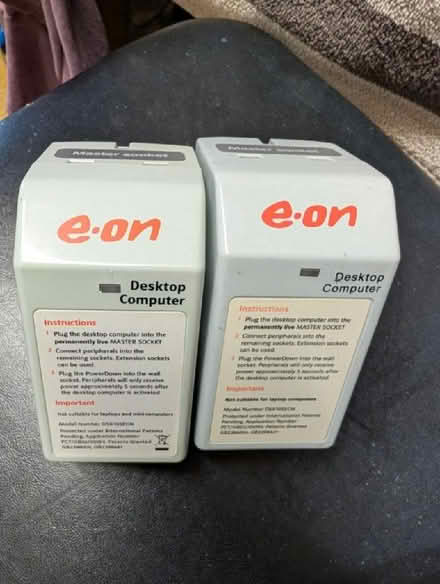 Master socket
e·on
Desktop
Computer
Instructions
1 Plug the desktop computer into the
permanently live MASTER SOCKET
2 Connect peripherals into the
remaining sockets. Extension sockets
can be used.
3 Plug the PowerDown into the wall
socket. Peripherals will only receive
power approximately 5 seconds after
the desktop computer is activated
Important
Not suitable for laptops and mini-computers
Model Number
Protected under International Patents
Pending, Application Number
Patents Granted
Master Socket
e·on
Desktop
Computer
Instructions
1 Plug the desktop computer into the
permanently live MASTER SOCKET
2 Connect peripherals into the
remaining sockets. Extension sockets
can be used.
3 Plug the PowerDown into the wall
socket. Peripherals will only receive
power approximately 5 seconds after
the desktop computer is activated
Important
Not suitable for laptop computers
Model Number
Protected under International Patents
Pending, Application Number
Patents Granted